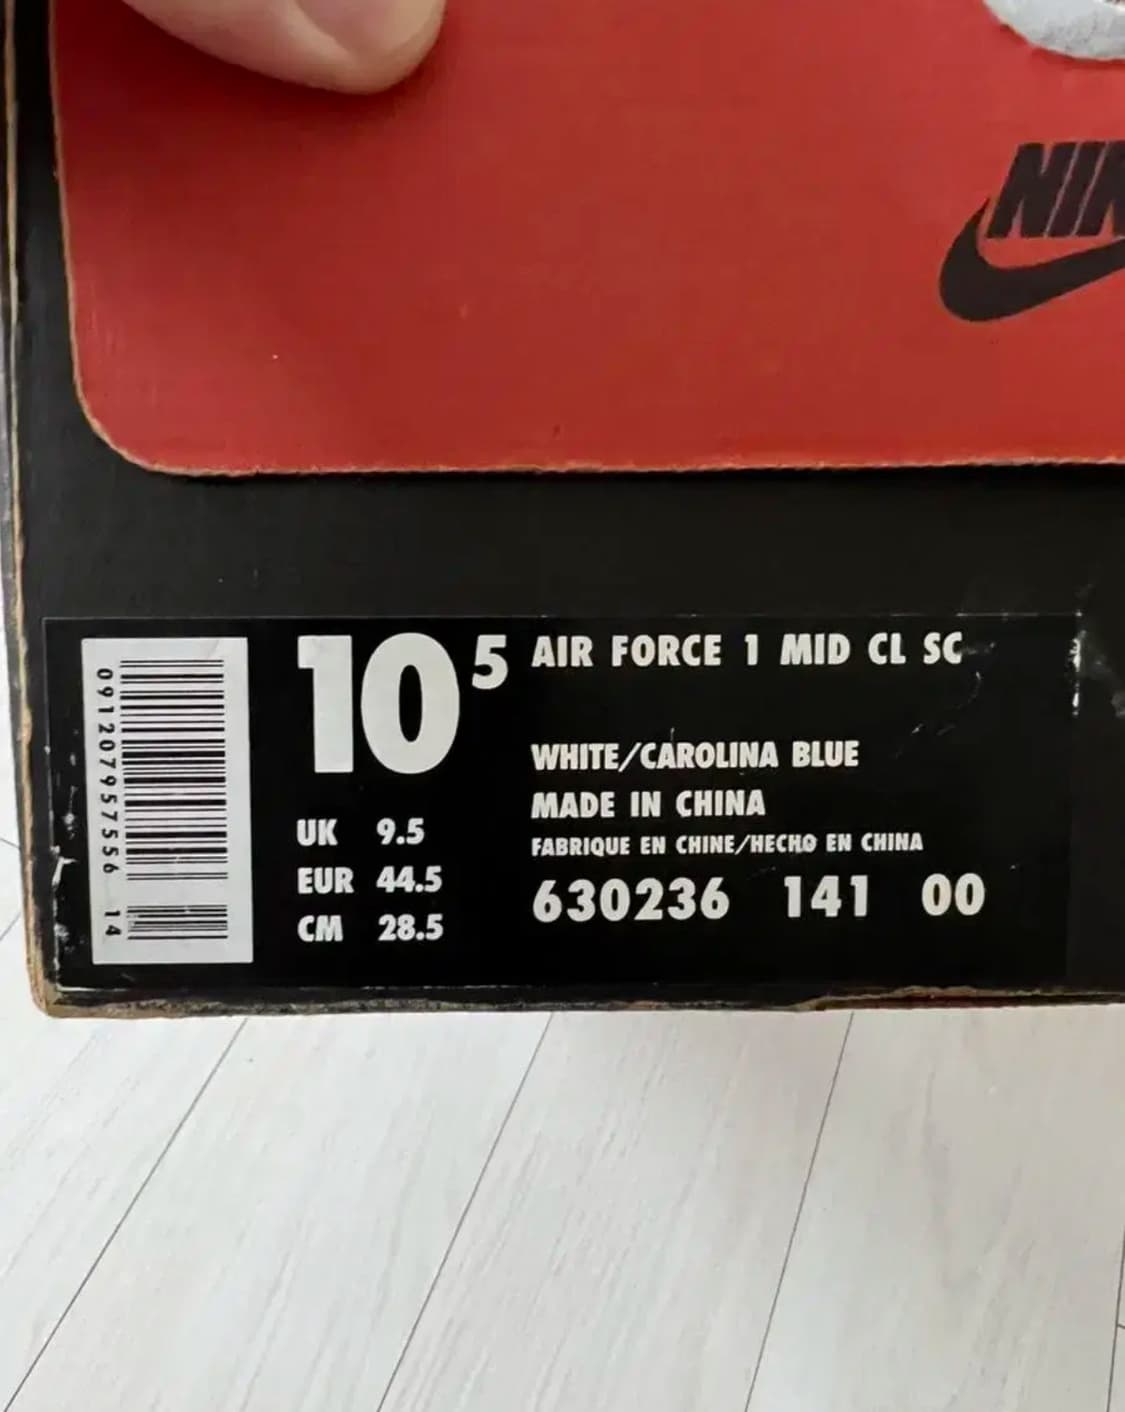 NIK
10 5
AIR FORCE 1 MID CL SC
WHITE/CAROLINA BLUE
MADE IN CHINA
FABRIQUE EN CHINE/HECHO EN CHINA
630236 141 00
UK 9.5
EUR 44.5
CM 28.5
091207957556 14